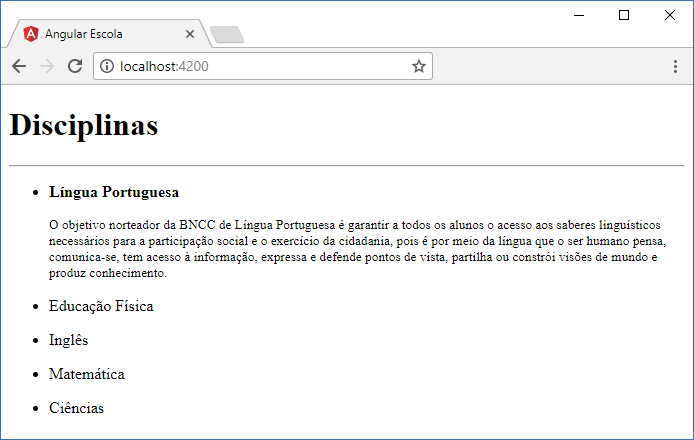 Angular Escola
localhost:4200
Disciplinas
Língua Portuguesa
O objetivo norteador da BNCC de Língua Portuguesa é garantir a todos os alunos o acesso aos saberes linguísticos
necessários para a participação social e o exercício da cidadania, pois é por meio da língua que o ser humano pensa,
comunica-se, tem acesso à informação, expressa e defende pontos de vista, partilha ou constrói visões de mundo e
produz conhecimento.
Educação Física
Inglês
Matemática
Ciências